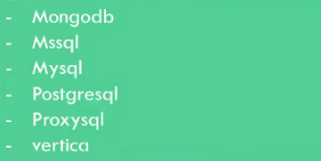 - Mongodb
- Mssql
- Mysql
- Postgresql
- Proxysql
- vertica